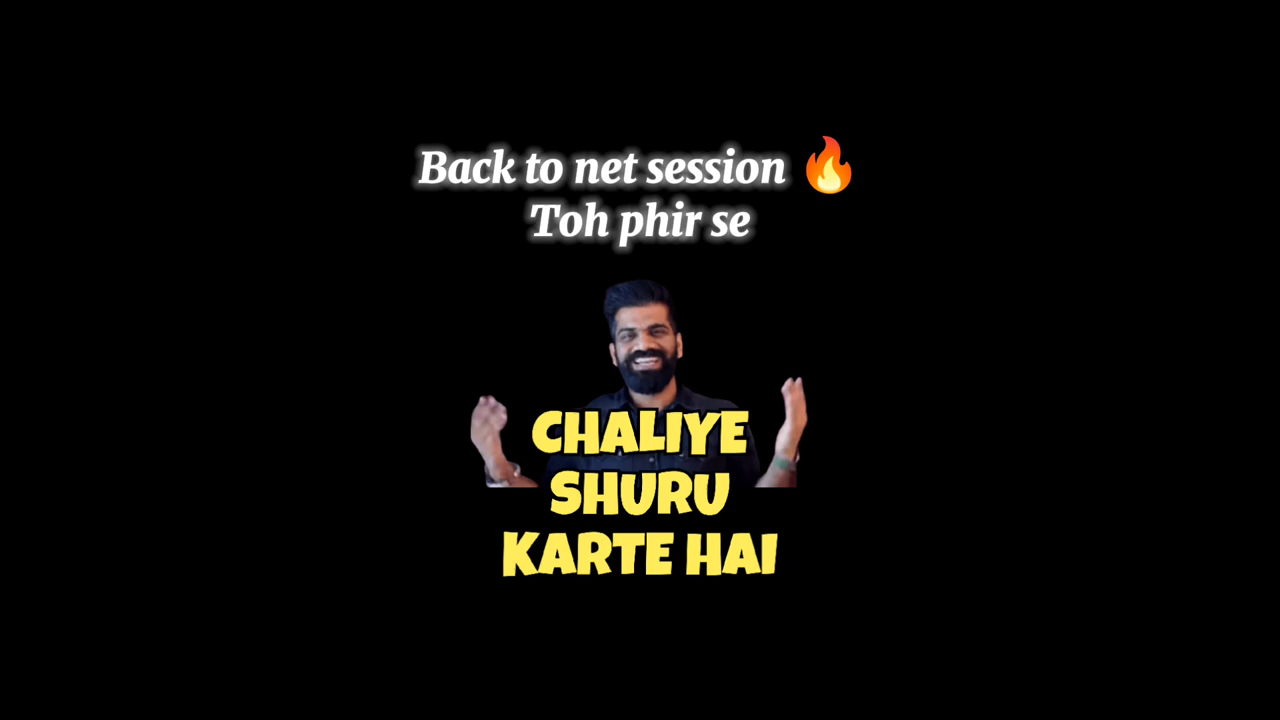 Back to net session 🔥
Toh phir se
CHALIYE
SHURU
KARTE HAI